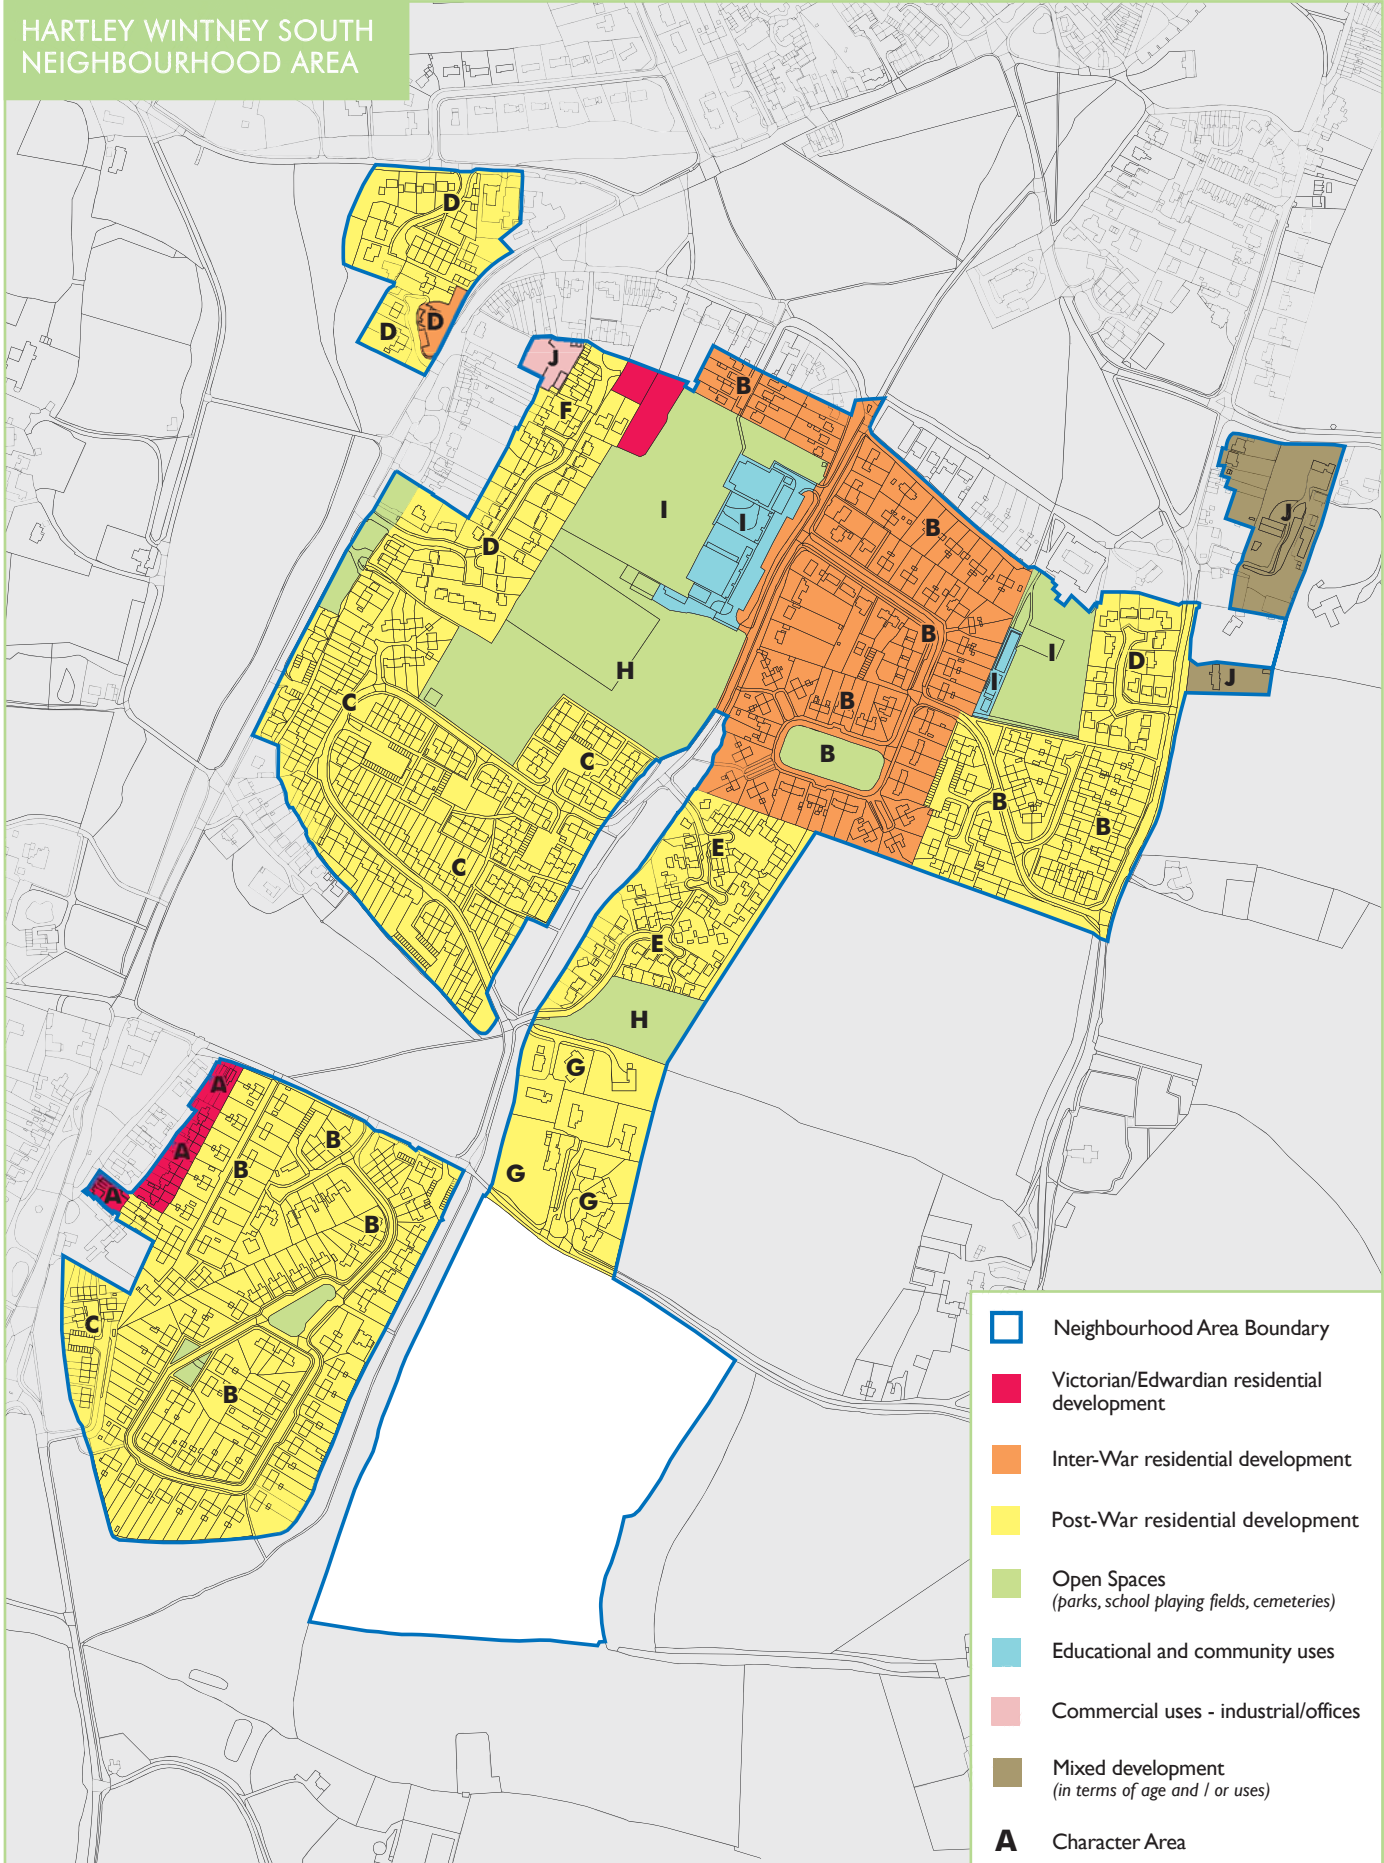 HARTLEY WINTNEY SOUTH
NEIGHBOURHOOD AREA
D
D
D
J
B
F
I
I
B
J
D
B
I
I
D
H
J
C
B
B
C
B
B
E
C
E
H
G
A
B
A
B
G
A
G
B
C
B
Neighbourhood Area Boundary
Victorian/Edwardian residential
development
Inter-War residential development
Post-War residential development
Open Spaces
(parks, school playing fields, cemeteries)
Educational and community uses
Commercial uses - industrial/offices
Mixed development
(in terms of age and / or uses)
A Character Area